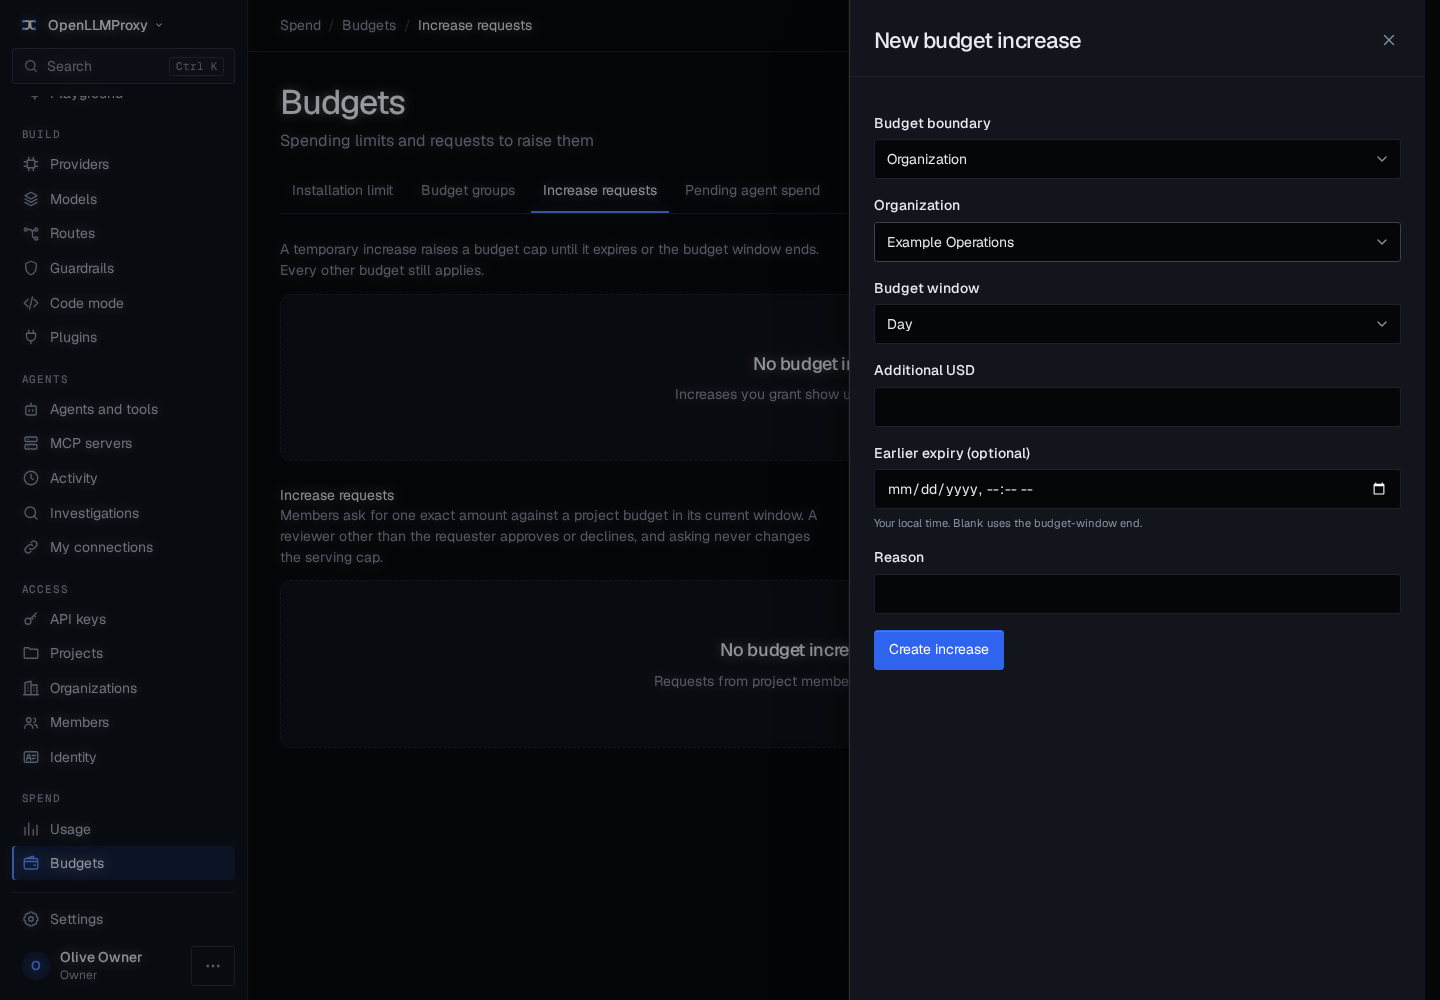 OpenLLMProxy
Search
Ctrl K
Playground
BUILD
Providers
Models
Routes
Guardrails
Code mode
Plugins
AGENTS
Agents and tools
MCP servers
Activity
Investigations
My connections
ACCESS
API keys
Projects
Organizations
Members
Identity
SPEND
Usage
Budgets
Settings
O
Olive Owner
Owner
Spend / Budgets / Increase requests
Budgets
Spending limits and requests to raise them
Installation limit
Budget groups
Increase requests
Pending agent spend
A temporary increase raises a budget cap until it expires or the budget window ends.
Every other budget still applies.
No budget
Increases you grant show
Increase requests
Members ask for one exact amount against a project budget in its current window. A
reviewer other than the requester approves or declines, and asking never changes
the serving cap.
No budget incre
Requests from project membe
New budget increase
Budget boundary
Organization
Organization
Example Operations
Budget window
Day
Additional USD
Earlier expiry (optional)
mm/dd/yyyy, --:-- --
Your local time. Blank uses the budget-window end.
Reason
Create increase